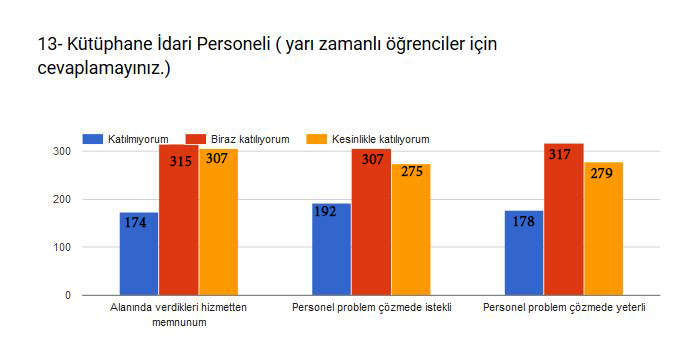 13- Kütüphane İdari Personeli ( yarı zamanlı öğrenciler için
cevaplamayınız.)
Katılmıyorum Biraz katılıyorum Kesinlikle katılıyorum
300
200
100
0
174 315 307
192 307 275
178 317 279
Alanında verdikleri hizmetten
memnunum
Personel problem çözmede istekli
Personel problem çözmede yeterli